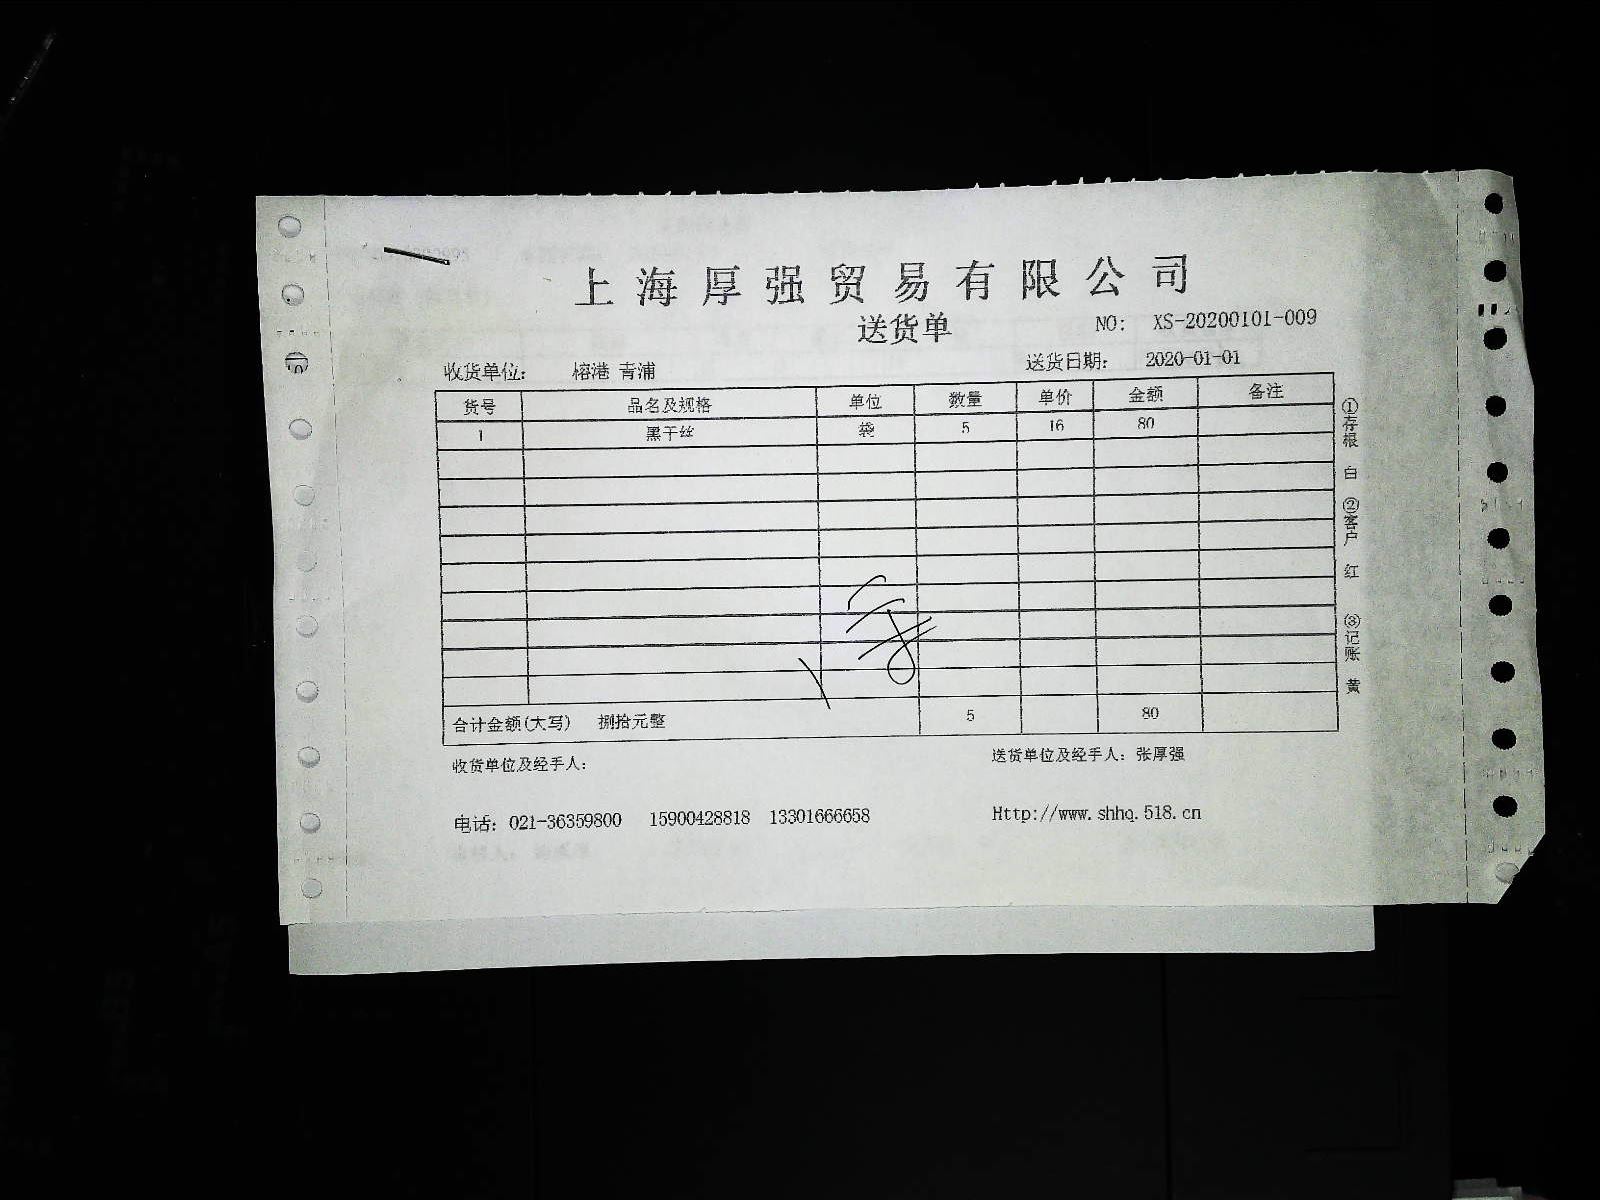 上海厚强贸易有限公司
送货单
NO: XS-20200101-009
收货单位: 榕港 青浦
送货日期: 2020-01-01
货号 品名及规格 单位 数量 单价 金额 备注
1 黑干丝 袋 5 16 80
合计金额(大写) 捌拾元整 5 80
收货单位及经手人:
送货单位及经手人: 张厚强
电话: 021-36359800 15900428818 13301666658
Http://www.shhq.518.cn
①存根 白 ②客户 红 ③记账 黄